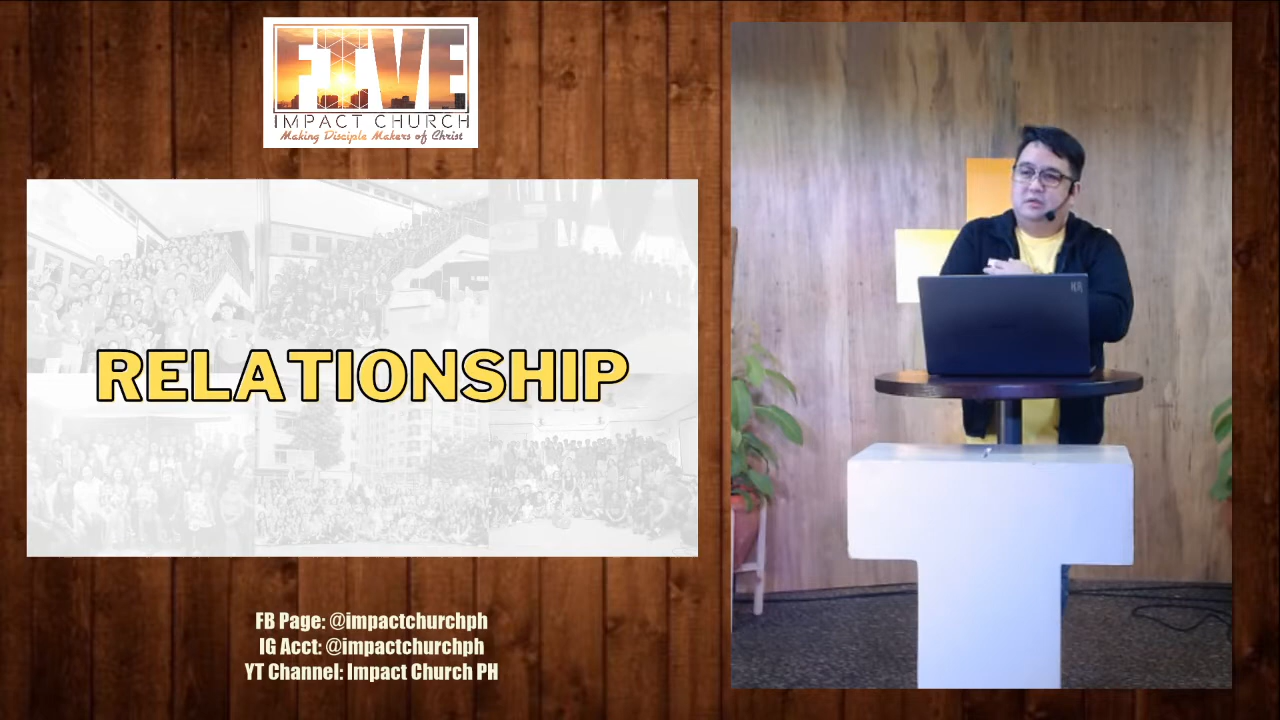 FIVE
IMPACT CHURCH
Making Disciple Makers of Christ
RELATIONSHIP
FB Page: @impactchurchph
IG Acct: @impactchurchph
YT Channel: Impact Church PH